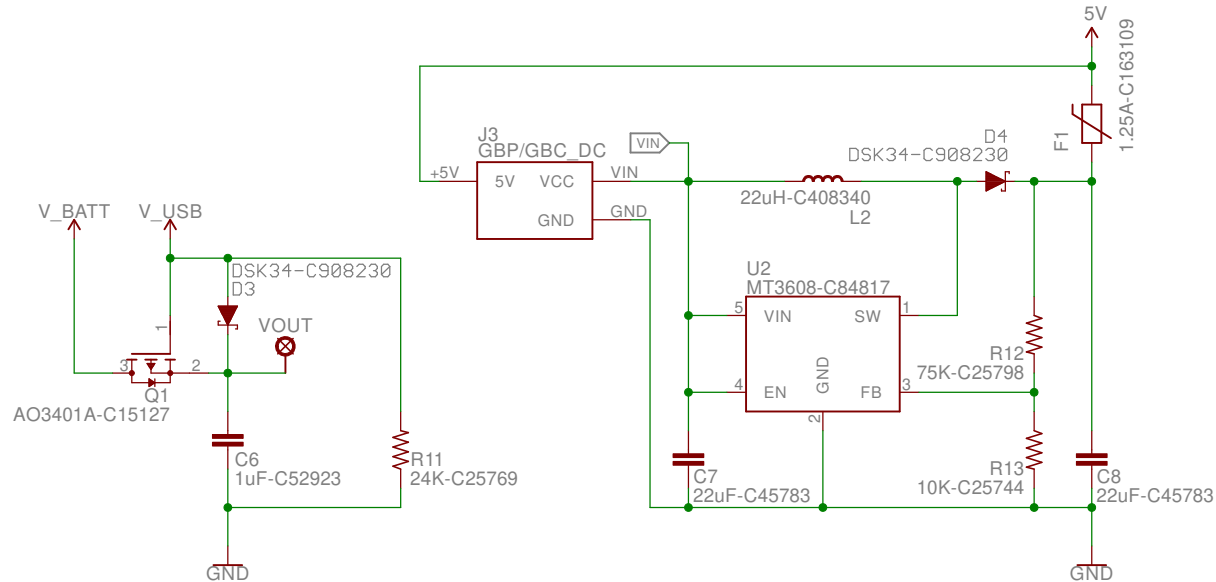 5V
1.25A-C163109
F1
J3
GBP/GBC_DC
VIN
D4
DSK34-C908230
+5V
5V
VCC
VIN
GND
GND
22uH-C408340
L2
V_BATT
V_USB
DSK34-C908230
D3
VOUT
1
3
2
Q1
AO3401A-C15127
U2
MT3608-C84817
5
VIN
SW
1
4
EN
GND
FB
3
2
R12
75K-C25798
C6
1uF-C52923
R11
24K-C25769
C7
22uF-C45783
R13
10K-C25744
C8
22uF-C45783
GND
GND